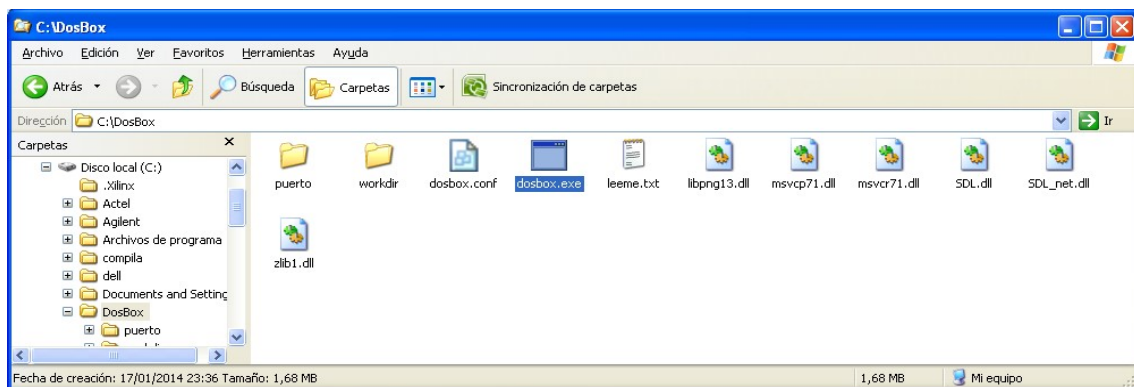 C:\DosBox
Archivo Edición Ver Favoritos Herramientas Ayuda
Atrás Búsqueda Carpetas Sincronización de carpetas
Dirección C:\DosBox Ir
Carpetas
Disco local (C:)
.Xilinx
Actel
Agilent
Archivos de programa
compila
dell
Documents and Setting
DosBox
puerto
puerto workdir dosbox.conf dosbox.exe leeme.txt libpng13.dll msvcp71.dll msvcr71.dll SDL.dll SDL_net.dll
zlib1.dll
Fecha de creación: 17/01/2014 23:36 Tamaño: 1,68 MB 1,68 MB Mi equipo